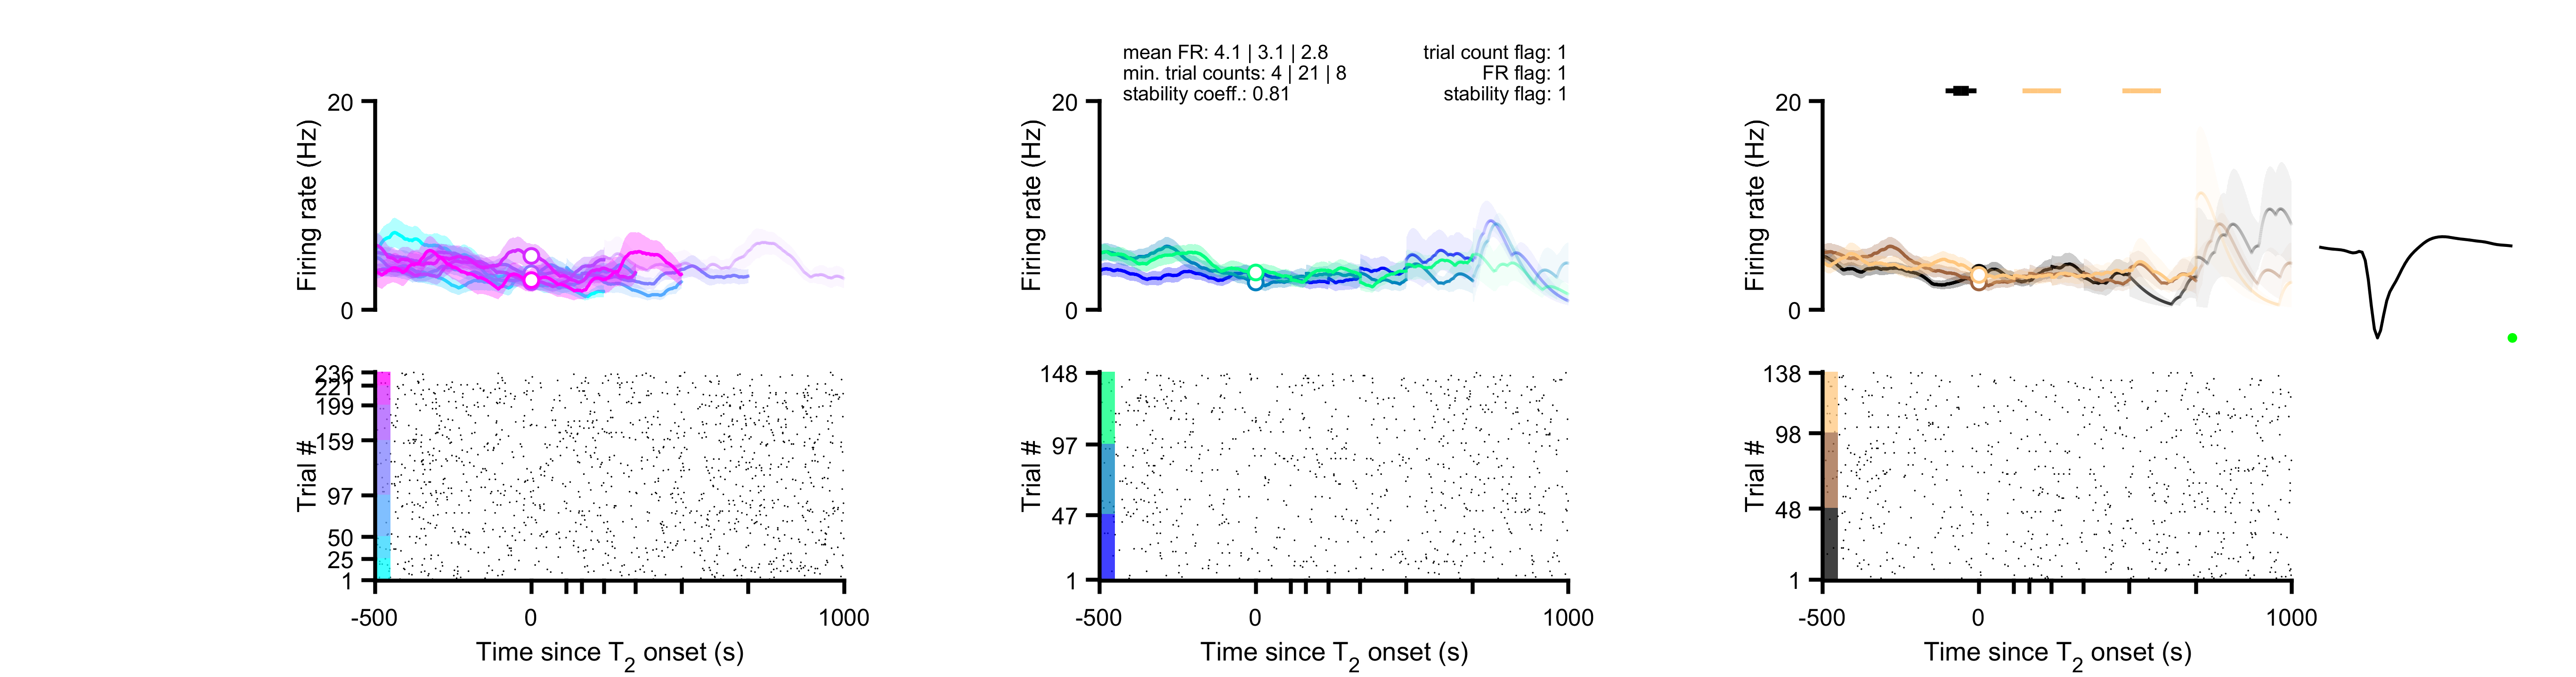 mean FR: 4.1 | 3.1 | 2.8
min. trial counts: 4 | 21 | 8
stability coeff.: 0.81
trial count flag: 1
FR flag: 1
stability flag: 1
20
0
Firing rate (Hz)
20
0
Firing rate (Hz)
20
0
Firing rate (Hz)
236
221
199
159
97
50
25
1
Trial #
-500
0
1000
Time since T2 onset (s)
148
97
47
1
Trial #
-500
0
1000
Time since T2 onset (s)
138
98
48
1
Trial #
-500
0
1000
Time since T2 onset (s)